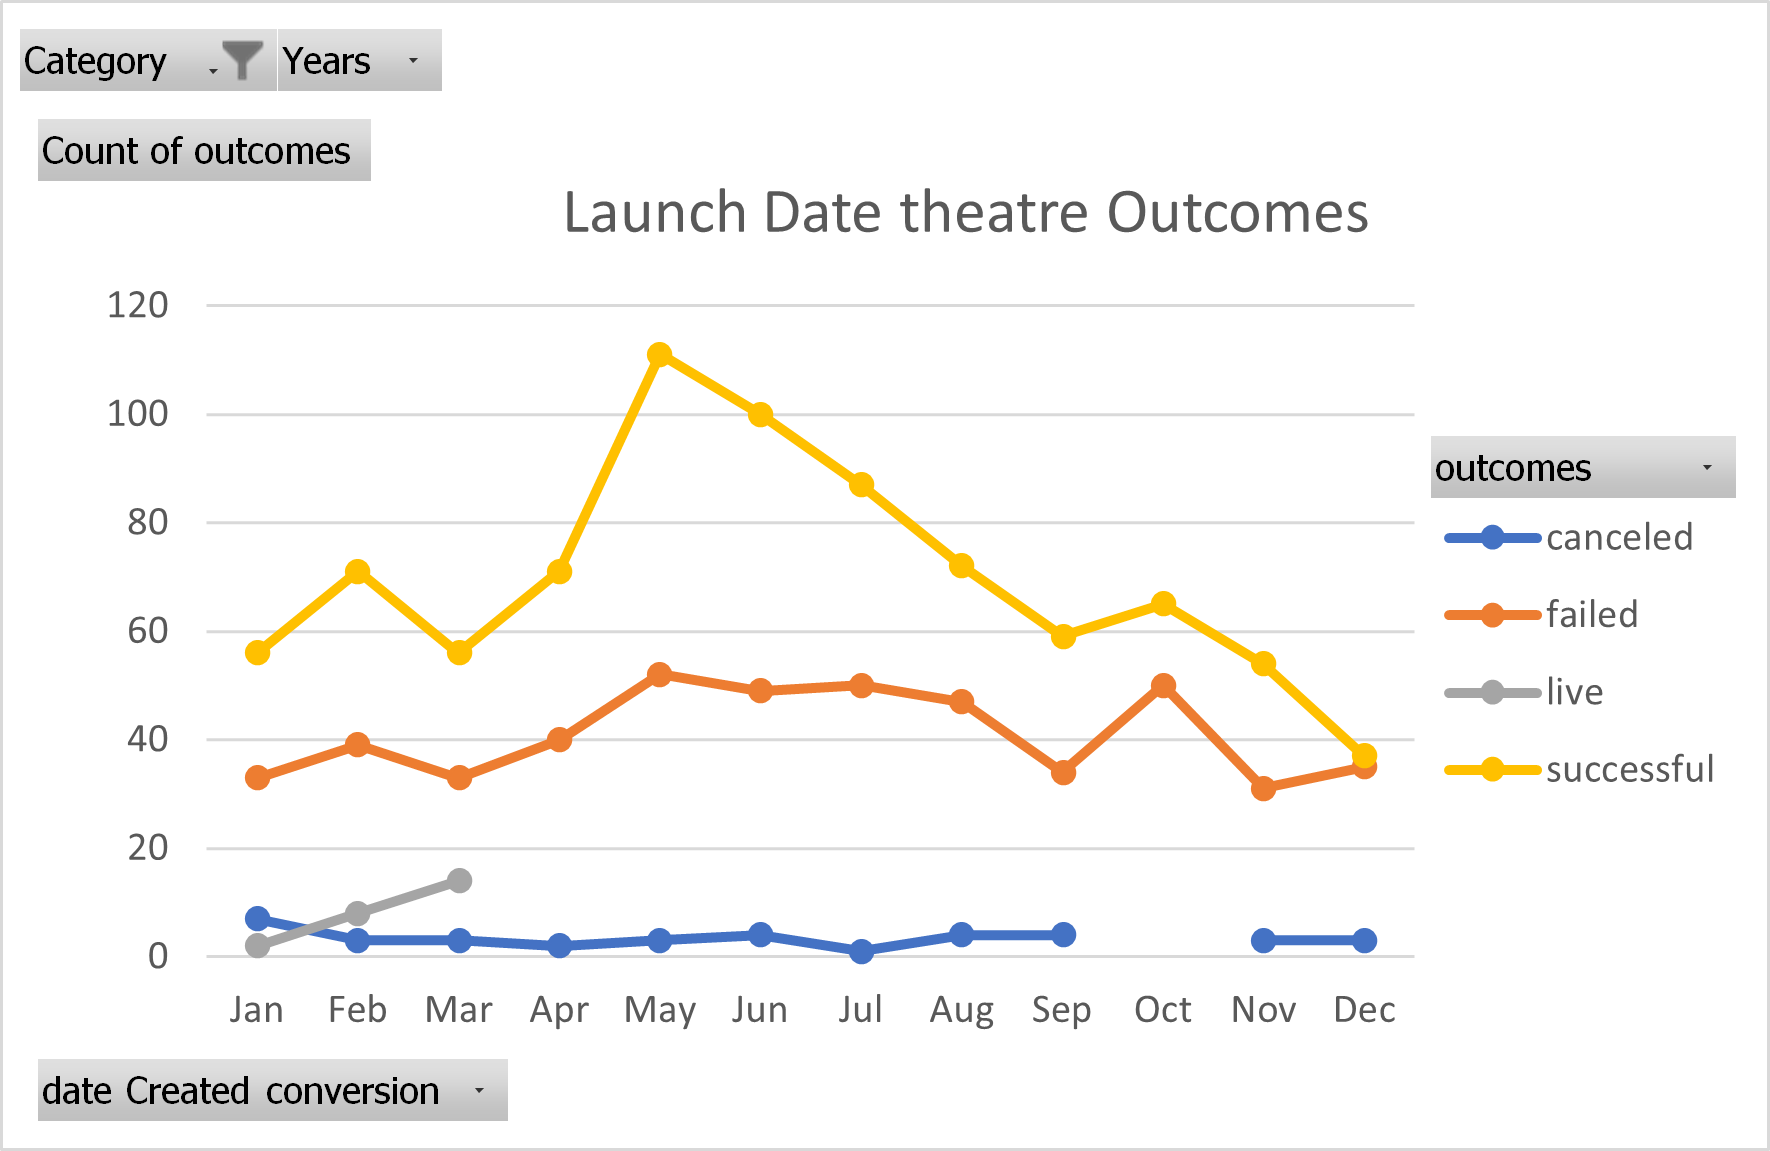 Category Years
Count of outcomes
Launch Date theatre Outcomes
120
100
80
60
40
20
0
Jan Feb Mar Apr May Jun Jul Aug Sep Oct Nov Dec
outcomes
canceled
failed
live
successful
date Created conversion